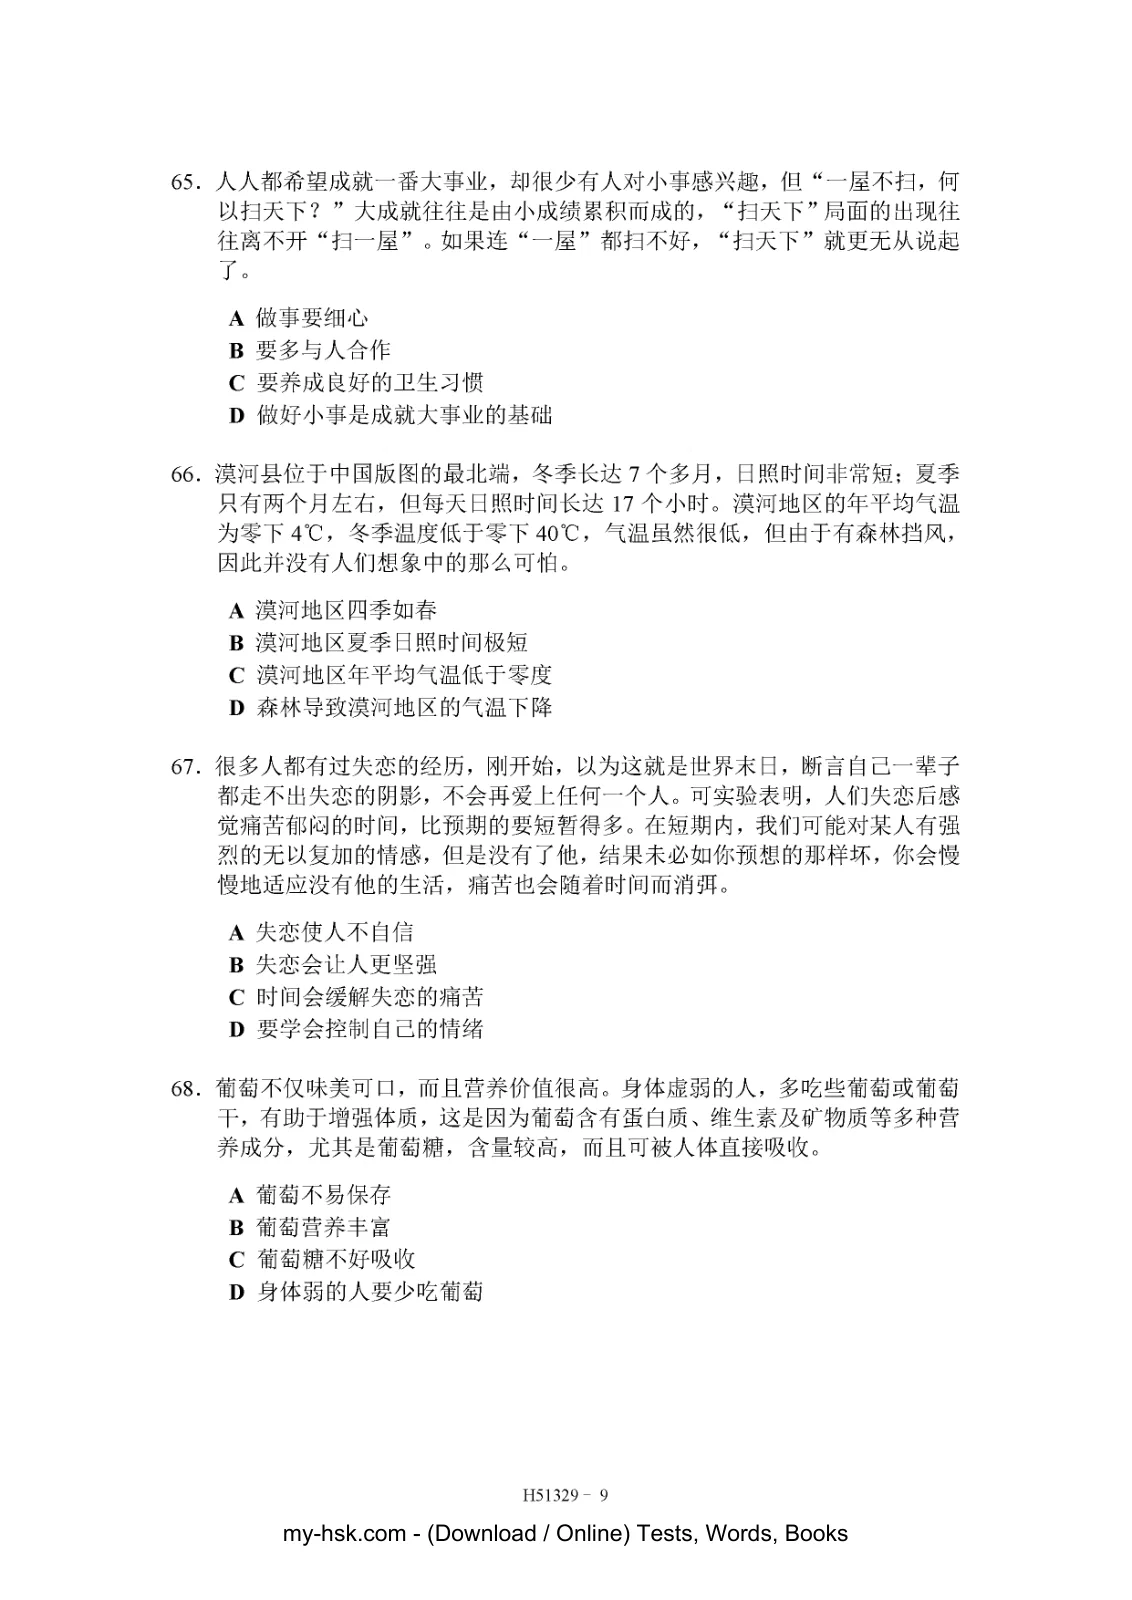 65．人人都希望成就一番大事业，却很少有人对小事感兴趣，但“一屋不扫，何
以扫天下？”大成就往往是由小成绩累积而成的，“扫天下”局面的出现往
往离不开“扫一屋”。如果连“一屋”都扫不好，“扫天下”就更无从说起
了。
A 做事要细心
B 要多与人合作
C 要养成良好的卫生习惯
D 做好小事是成就大事业的基础
66．漠河县位于中国版图的最北端，冬季长达 7 个多月，日照时间非常短；夏季
只有两个月左右，但每天日照时间长达 17 个小时。漠河地区的年平均气温
为零下 4℃，冬季温度低于零下 40℃，气温虽然很低，但由于有森林挡风，
因此并没有人们想象中的那么可怕。
A 漠河地区四季如春
B 漠河地区夏季日照时间极短
C 漠河地区年平均气温低于零度
D 森林导致漠河地区的气温下降
67．很多人都有过失恋的经历，刚开始，以为这就是世界末日，断言自己一辈子
都走不出失恋的阴影，不会再爱上任何一个人。可实验表明，人们失恋后感
觉痛苦郁闷的时间，比预期的要短暂得多。在短期内，我们可能对某人有强
烈的无以复加的情感，但是没有了他，结果未必如你预想的那样坏，你会慢
慢地适应没有他的生活，痛苦也会随着时间而消弭。
A 失恋使人不自信
B 失恋会让人更坚强
C 时间会缓解失恋的痛苦
D 要学会控制自己的情绪
68．葡萄不仅味美可口，而且营养价值很高。身体虚弱的人，多吃些葡萄或葡萄
干，有助于增强体质，这是因为葡萄含有蛋白质、维生素及矿物质等多种营
养成分，尤其是葡萄糖，含量较高，而且可被人体直接吸收。
A 葡萄不易保存
B 葡萄营养丰富
C 葡萄糖不好吸收
D 身体弱的人要少吃葡萄
H51329－ 9
my-hsk.com - (Download / Online) Tests, Words, Books